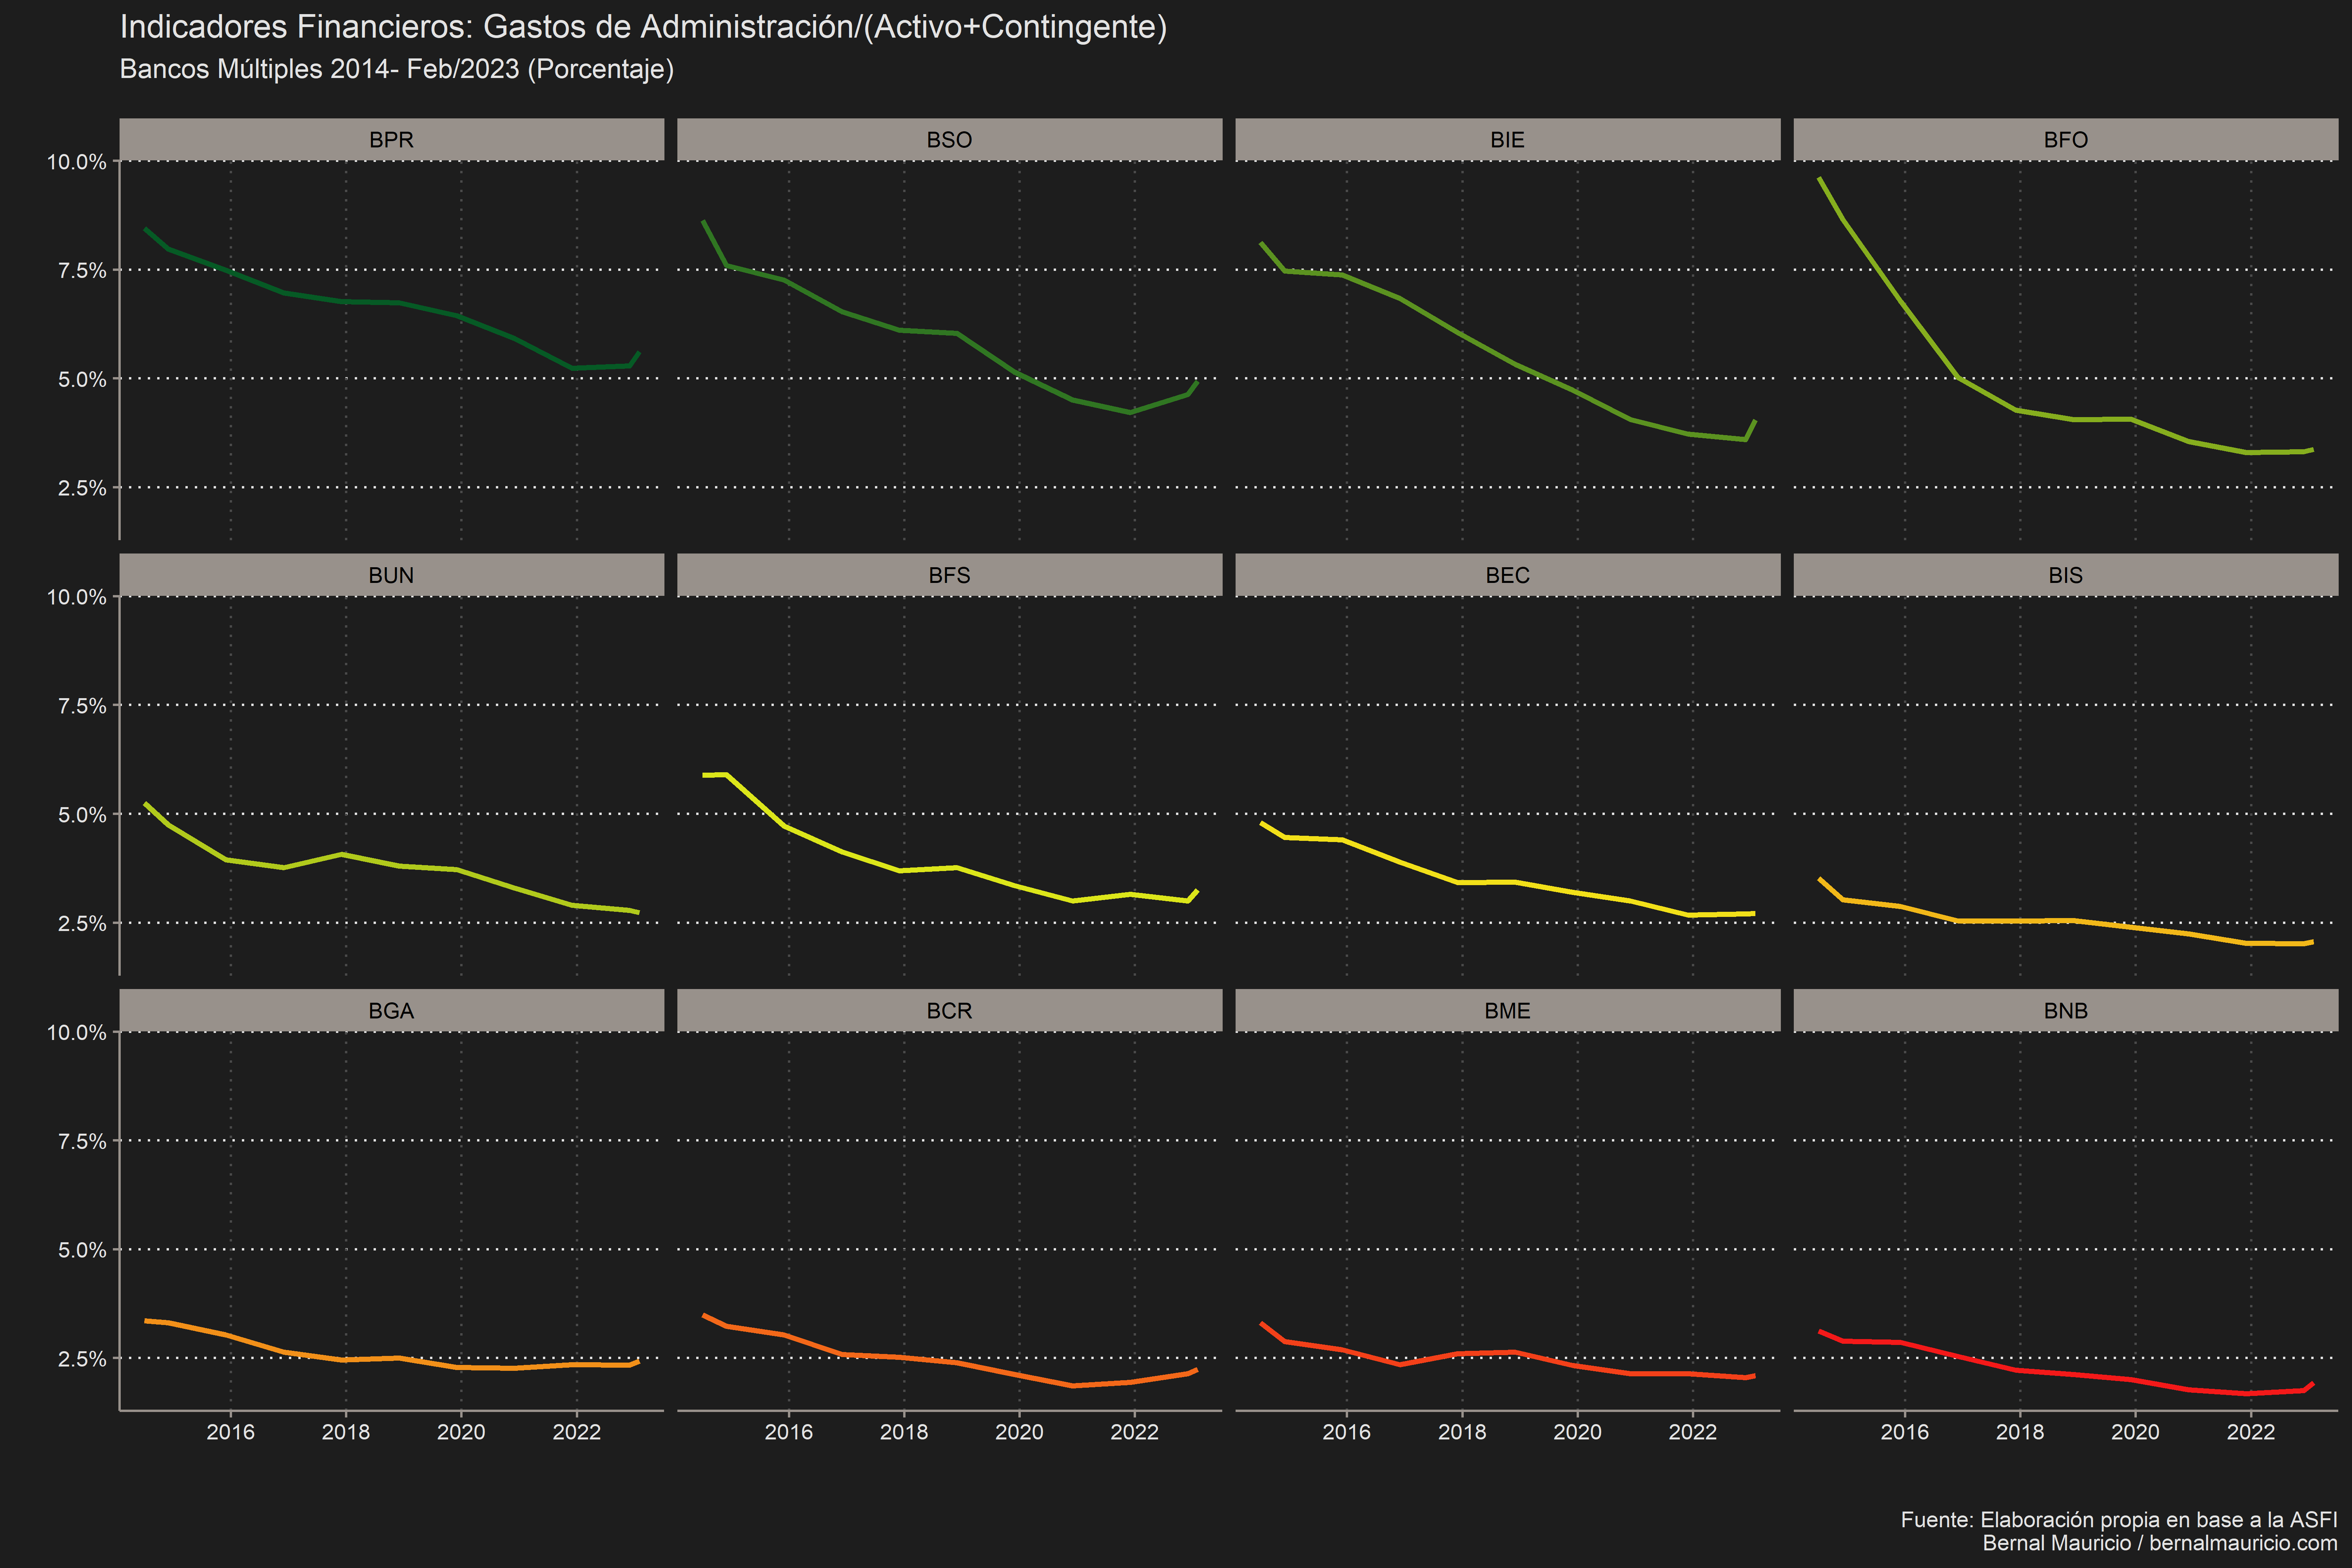 Indicadores Financieros: Gastos de Administración/(Activo+Contingente)
Bancos Múltiples 2014- Feb/2023 (Porcentaje)
BPR BSO BIE BFO
10.0%
7.5%
5.0%
2.5%
BUN BFS BEC BIS
10.0%
7.5%
5.0%
2.5%
BGA BCR BME BNB
10.0%
7.5%
5.0%
2.5%
2016 2018 2020 2022 2016 2018 2020 2022 2016 2018 2020 2022 2016 2018 2020 2022
Fuente: Elaboración propia en base a la ASFI
Bernal Mauricio / bernalmauricio.com